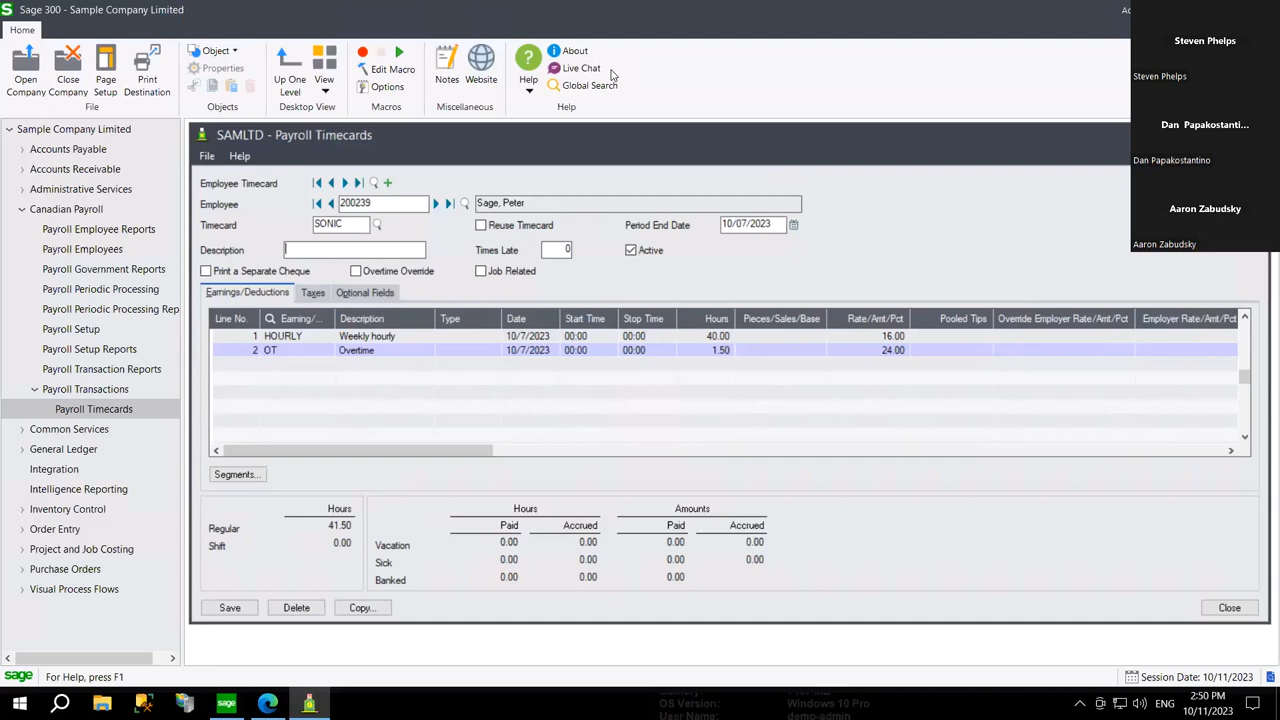 Sage 300 - Sample Company Limited
Home
Open Company
Close Company
Page Setup
Print Destination
File
Object
Properties
Objects
Up One Level
View
Desktop View
Edit Macro
Options
Macros
Notes
Website
Miscellaneous
Help
About
Live Chat
Global Search
Help
Steven Phelps
Steven Phelps
Dan Papakostanti...
Dan Papakostantino
Aaron Zabudsky
Aaron Zabudsky
Sample Company Limited
Accounts Payable
Accounts Receivable
Administrative Services
Canadian Payroll
Payroll Employee Reports
Payroll Employees
Payroll Government Reports
Payroll Periodic Processing
Payroll Periodic Processing Rep
Payroll Setup
Payroll Setup Reports
Payroll Transaction Reports
Payroll Transactions
Payroll Timecards
Common Services
General Ledger
Integration
Intelligence Reporting
Inventory Control
Order Entry
Project and Job Costing
Purchase Orders
Visual Process Flows
SAMLTD - Payroll Timecards
File Help
Employee Timecard
Employee 200239 Sage, Peter
Timecard SONIC Reuse Timecard Period End Date 10/07/2023
Description Times Late 0 Active
Print a Separate Cheque Overtime Override Job Related
Earnings/Deductions Taxes Optional Fields
Line No. Earning/... Description Type Date Start Time Stop Time Hours Pieces/Sales/Base Rate/Amt/Pct Pooled Tips Override Employer Rate/Amt/Pct Employer Rate/Amt/Pct
1 HOURLY Weekly hourly 10/7/2023 00:00 00:00 40.00 16.00
2 OT Overtime 10/7/2023 00:00 00:00 1.50 24.00
Segments...
Hours
Regular 41.50
Shift 0.00
Hours Amounts
Paid Accrued Paid Accrued
Vacation 0.00 0.00 0.00 0.00
Sick 0.00 0.00 0.00 0.00
Banked 0.00 0.00 0.00
Save Delete Copy... Close
sage For Help, press F1 Session Date: 10/11/2023
sage
OS Version: Windows 10 Pro
User Name: demo-admin
ENG
2:50 PM
10/11/2023